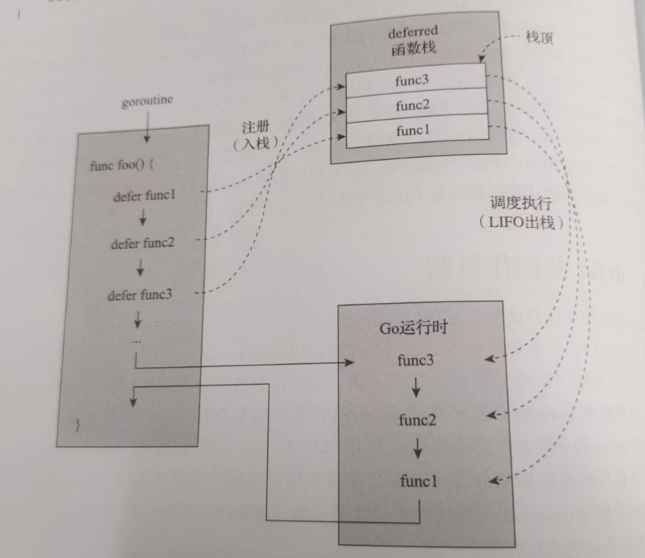 }
deferred
函数栈
栈顶
func3
func2
func1
goroutine
注册
（入栈）
func foo() {
defer func1
defer func2
defer func3
...
}
调度执行
（LIFO出栈）
Go运行时
func3
func2
func1